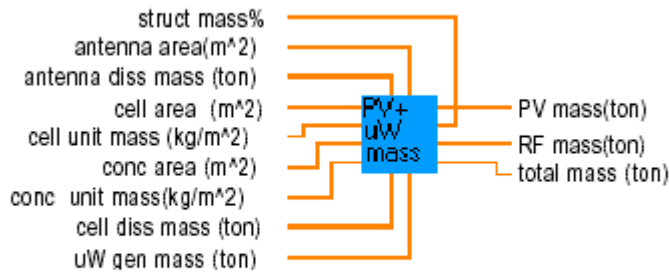 struct mass%
antenna area(m^2)
antenna diss mass (ton)
cell area (m^2)
cell unit mass (kg/m^2)
conc area (m^2)
conc unit mass(kg/m^2)
cell diss mass (ton)
uW gen mass (ton)
PV+
uW
mass
PV mass(ton)
RF mass(ton)
total mass (ton)